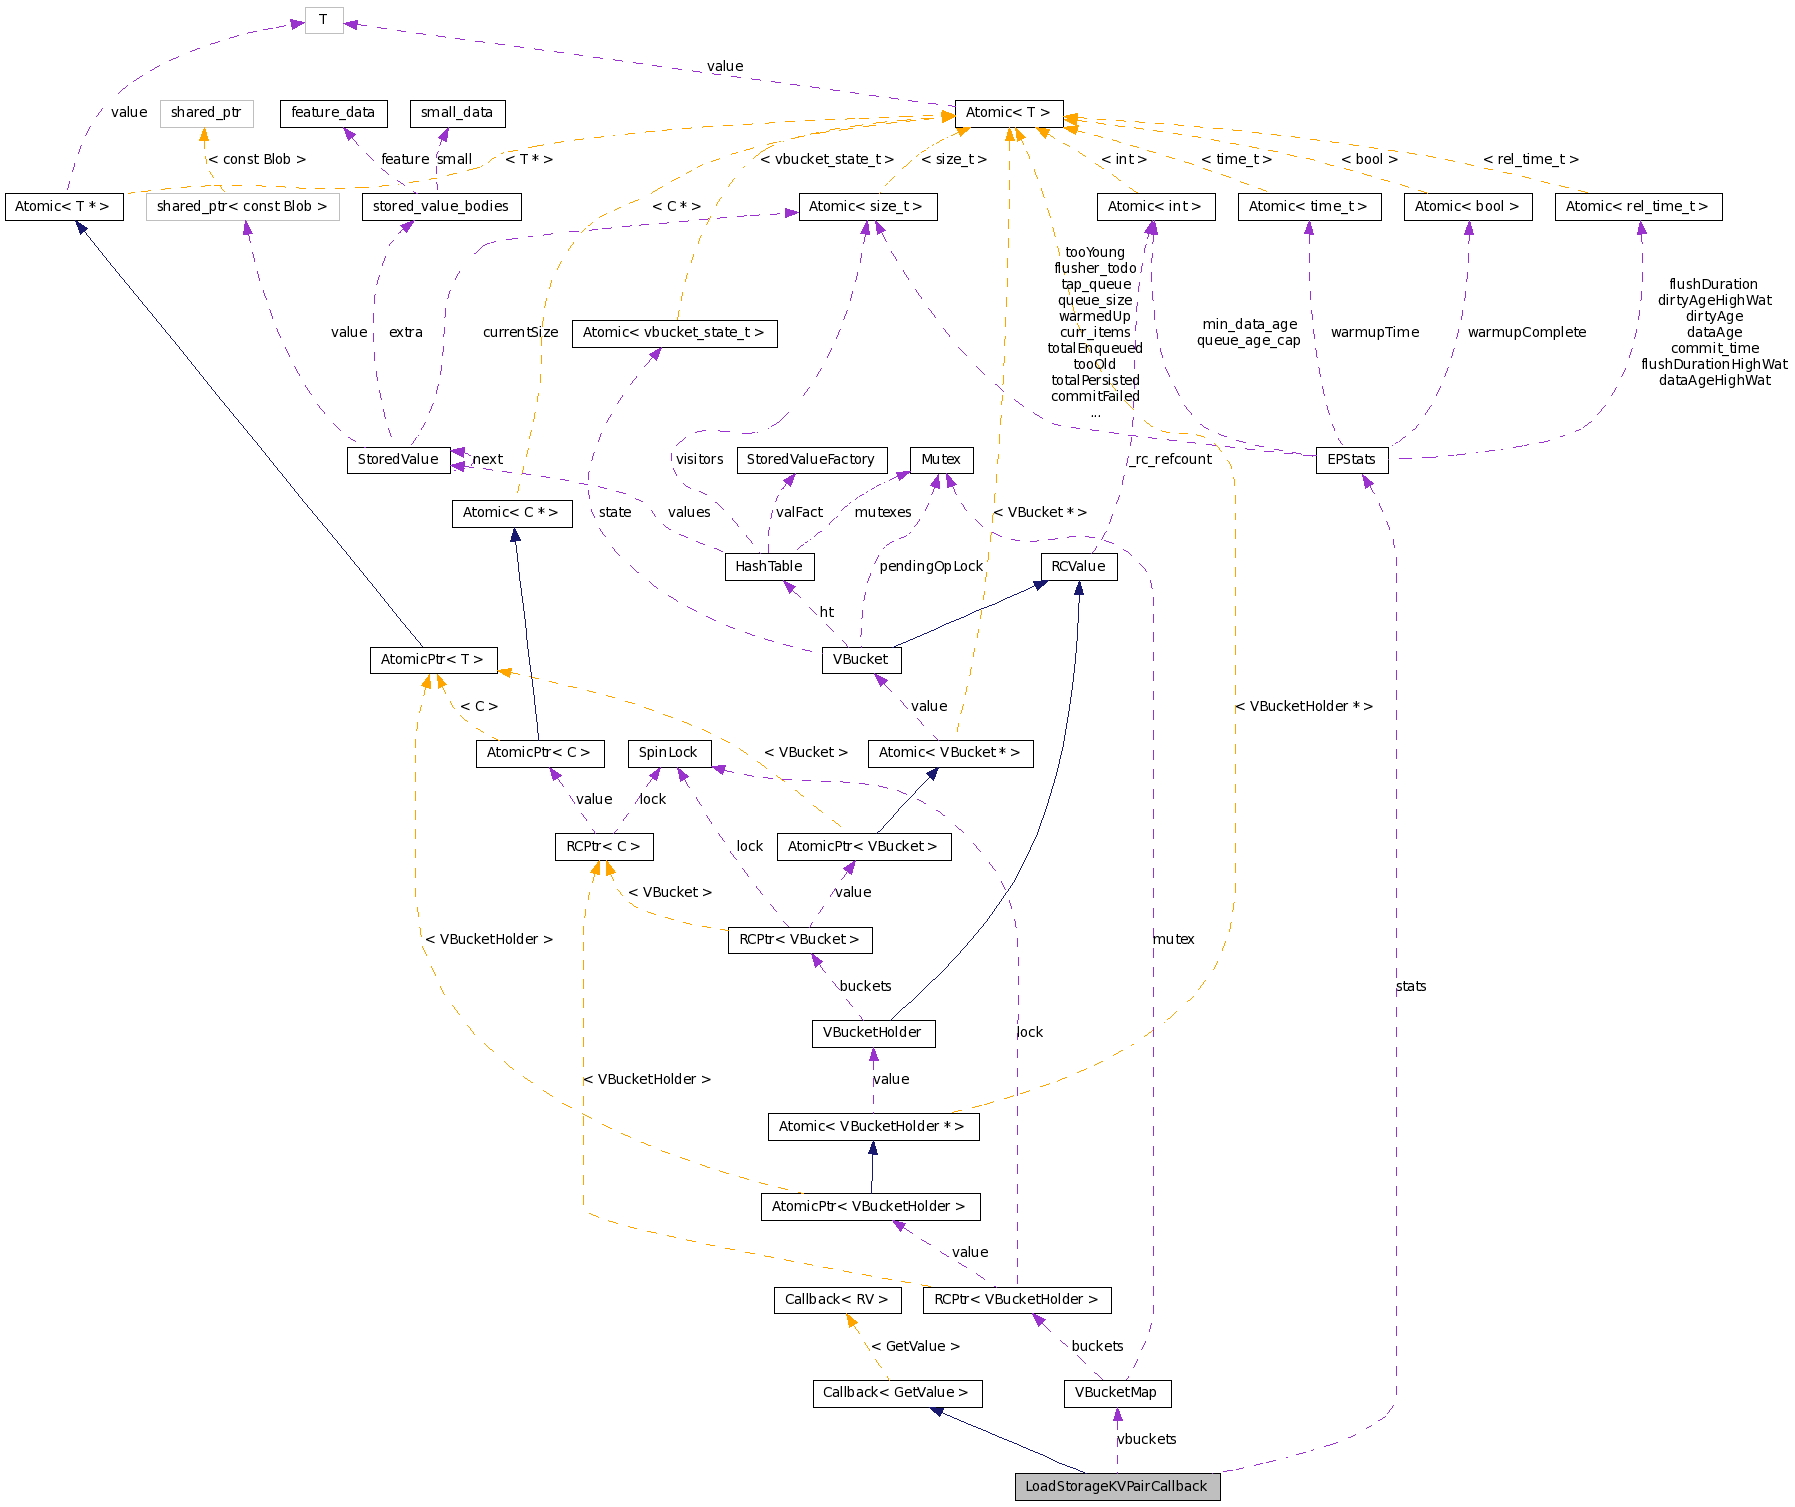 T
value
value
shared_ptr
feature_data
small_data
Atomic< T >
< const Blob >
feature
small
< T * >
< vbucket_state_t >
< size_t >
< int >
< time_t >
< bool >
< rel_time_t >
Atomic< T * >
shared_ptr< const Blob >
stored_value_bodies
< C * >
Atomic< size_t >
Atomic< int >
Atomic< time_t >
Atomic< bool >
Atomic< rel_time_t >
tooYoung
flusher_todo
tap_queue
queue_size
warmedUp
curr_items
totalEnqueued
tooOld
totalPersisted
commitFailed
...
flushDuration
dirtyAgeHighWat
dirtyAge
dataAge
commit_time
flushDurationHighWat
dataAgeHighWat
value
extra
currentSize
Atomic< vbucket_state_t >
min_data_age
queue_age_cap
warmupTime
warmupComplete
StoredValue
next
visitors
StoredValueFactory
Mutex
_rc_refcount
EPStats
Atomic< C * >
state
values
valFact
mutexes
< VBucket * >
HashTable
pendingOpLock
RCValue
ht
AtomicPtr< T >
VBucket
< C >
value
< VBucketHolder * >
AtomicPtr< C >
SpinLock
< VBucket >
Atomic< VBucket * >
value
lock
RCPtr< C >
lock
AtomicPtr< VBucket >
< VBucket >
value
< VBucketHolder >
RCPtr< VBucket >
mutex
buckets
stats
VBucketHolder
lock
< VBucketHolder >
value
Atomic< VBucketHolder * >
AtomicPtr< VBucketHolder >
value
Callback< RV >
RCPtr< VBucketHolder >
< GetValue >
buckets
Callback< GetValue >
VBucketMap
vbuckets
LoadStorageKVPairCallback